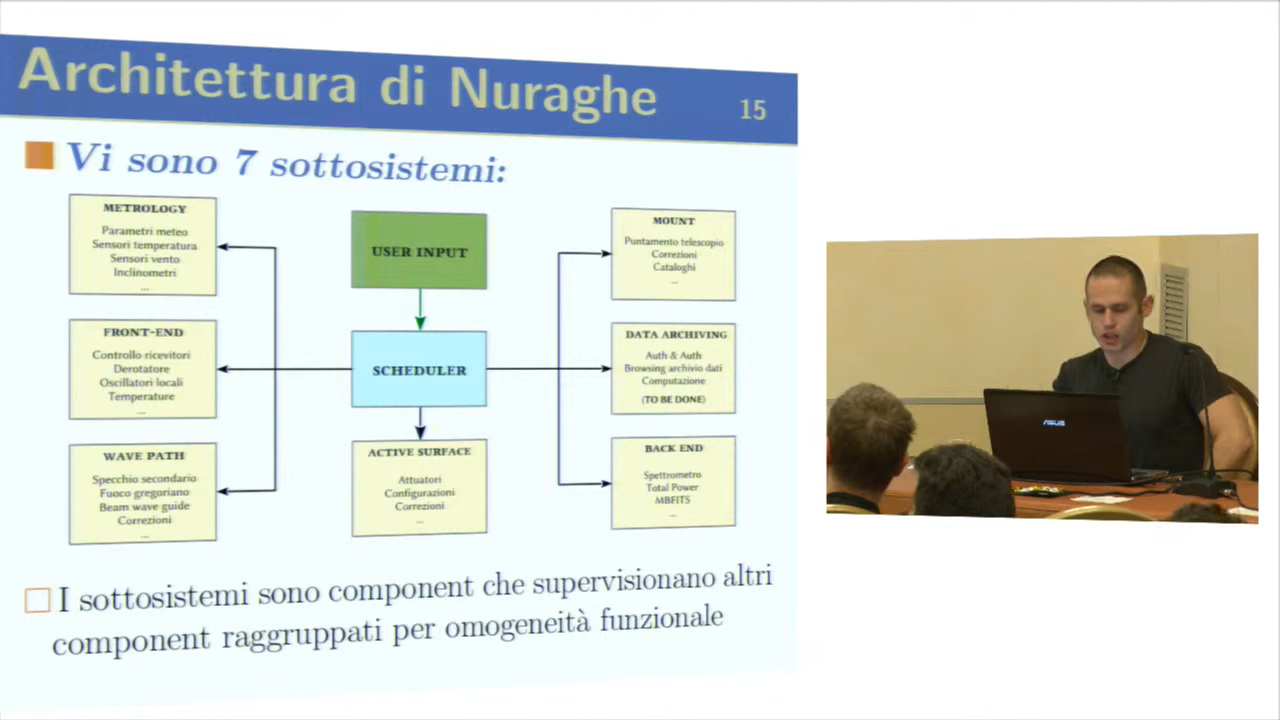 Architettura di Nuraghe
15
Vi sono 7 sottosistemi:
METROLOGY
Parametri meteo
Sensori temperatura
Sensori vento
Inclinometri
...
FRONT-END
Controllo ricevitori
Derotatore
Oscillatori locali
Temperature
...
WAVE PATH
Specchio secondario
Fuoco gregoriano
Beam wave guide
Correzioni
...
USER INPUT
SCHEDULER
ACTIVE SURFACE
Attuatori
Configurazioni
Correzioni
...
MOUNT
Puntamento telescopio
Correzioni
Cataloghi
...
DATA ARCHIVING
Auth & Auth
Browsing archivio dati
Computazione
(TO BE DONE)
BACK END
Spettrometro
Total Power
MBFITS
...
I sottosistemi sono component che supervisionano altri
component raggruppati per omogeneità funzionale
ASUS